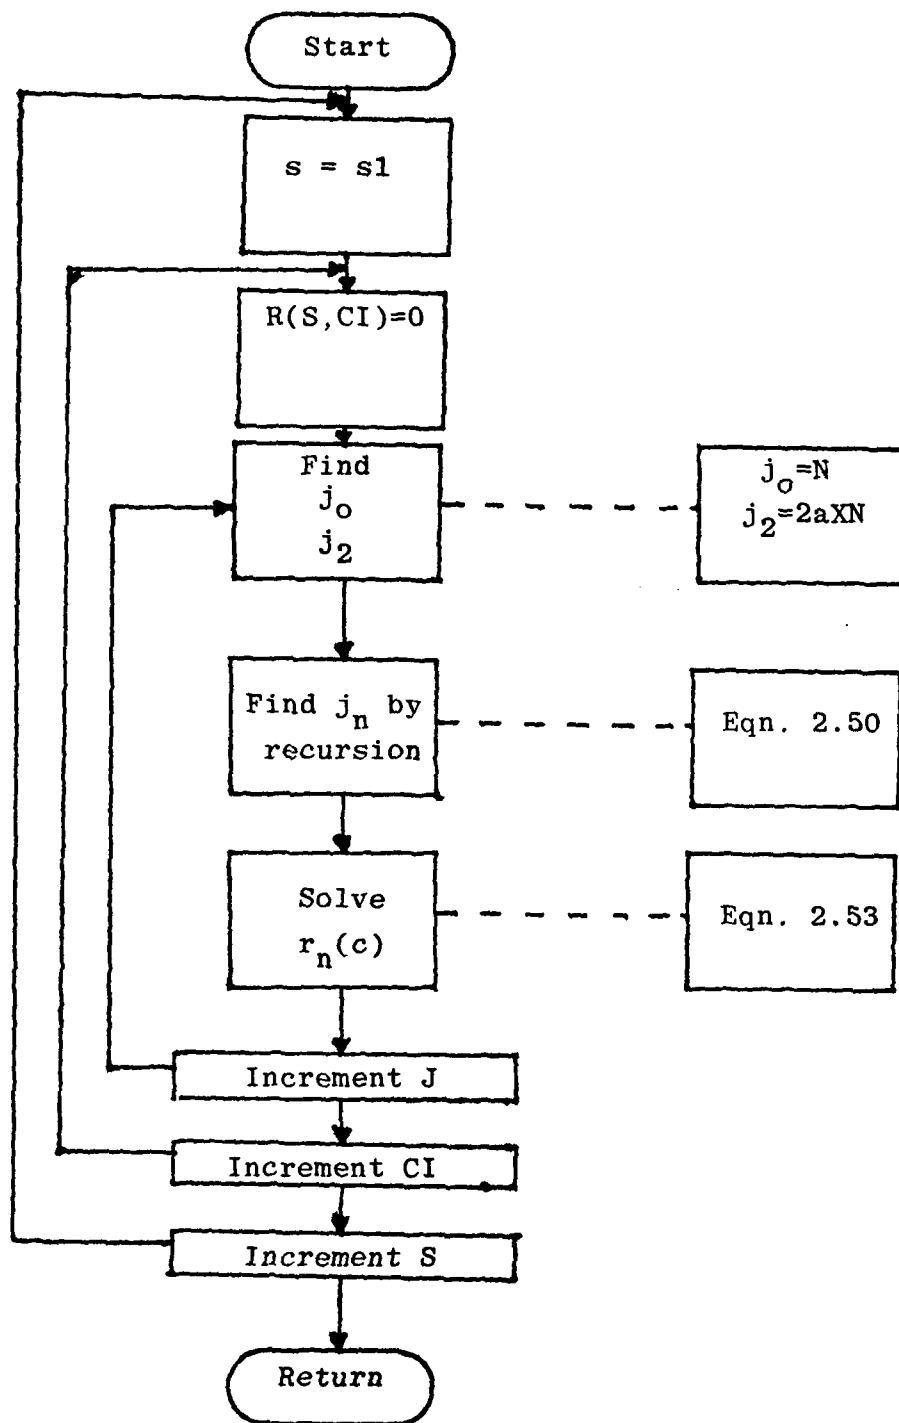 Start
s = s1
R(S,CI)=0
Find
j₀
j₂
j₀=N
j₂=2aXN
Find jₙ by
recursion
Eqn. 2.50
Solve
rₙ(c)
Eqn. 2.53
Increment J
Increment CI
Increment S
Return